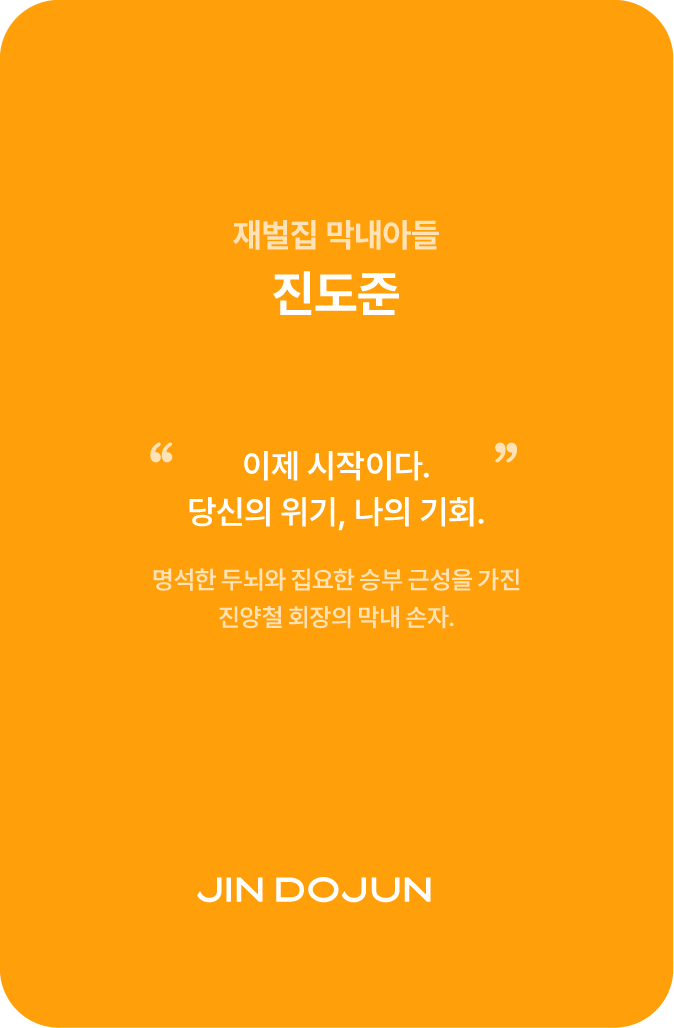 재벌집 막내아들
진도준
“ 이제 시작이다. ”
당신의 위기, 나의 기회.
명석한 두뇌와 집요한 승부 근성을 가진
진양철 회장의 막내 손자.
JIN DOJUN